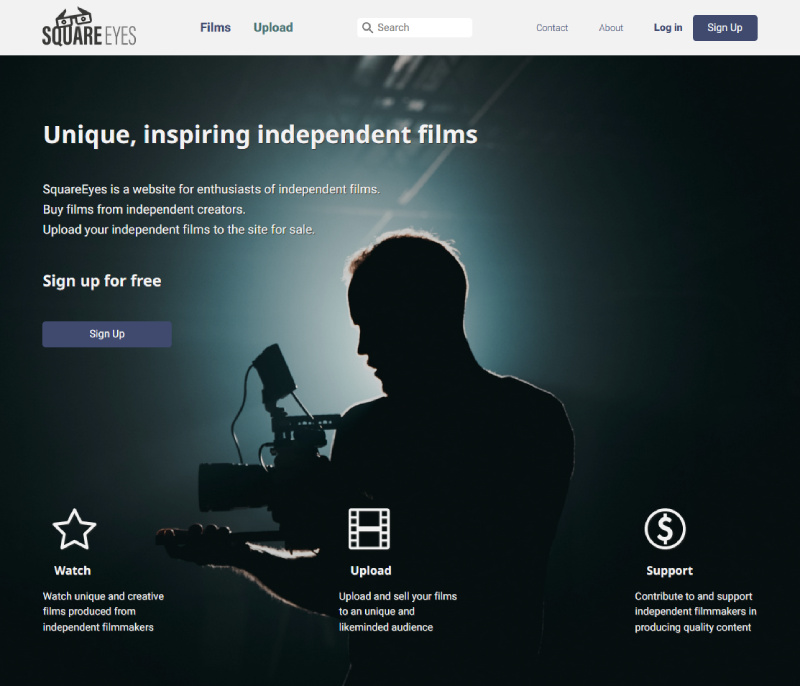 SQUARE EYES
Films
Upload
Search
Contact
About
Log in
Sign Up
Unique, inspiring independent films
SquareEyes is a website for enthusiasts of independent films.
Buy films from independent creators.
Upload your independent films to the site for sale.
Sign up for free
Sign Up
Watch
Watch unique and creative
films produced from
independent filmmakers
Upload
Upload and sell your films
to an unique and
likeminded audience
Support
Contribute to and support
independent filmmakers in
producing quality content